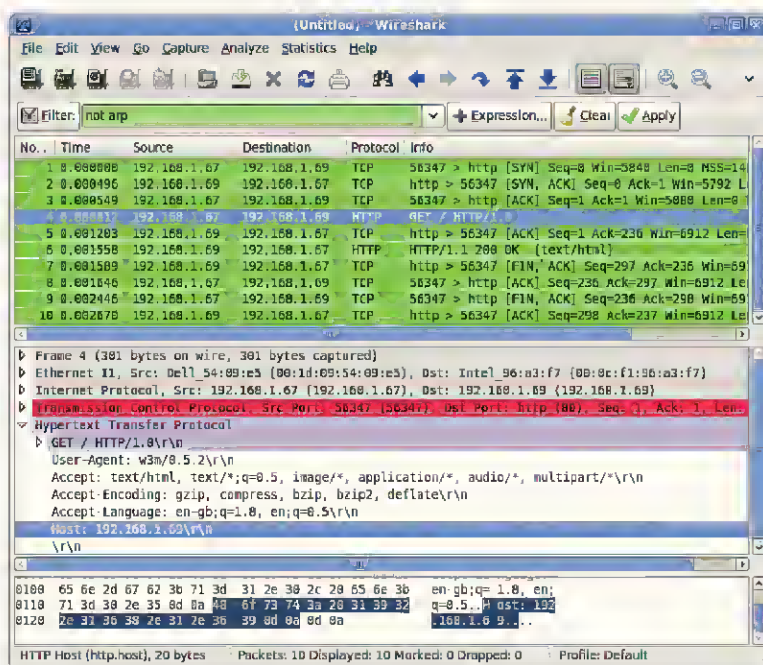 (Untitled) - Wireshark
File Edit View Go Capture Analyze Statistics Help
Filter: not arp Expression... Clear Apply
No. . Time Source Destination Protocol Info
1 0.000000 192.168.1.67 192.168.1.69 TCP 56347 > http [SYN] Seq=0 Win=5840 Len=0 MSS=14
2 0.000496 192.168.1.69 192.168.1.67 TCP http > 56347 [SYN, ACK] Seq=0 Ack=1 Win=5792 L
3 0.000549 192.168.1.67 192.168.1.69 TCP 56347 > http [ACK] Seq=1 Ack=1 Win=5888 Len=0
4 0.000812 192.168.1.67 192.168.1.69 HTTP GET / HTTP/1.0
5 0.001203 192.168.1.69 192.168.1.67 TCP http > 56347 [ACK] Seq=1 Ack=236 Win=6912 Len=
6 0.001558 192.168.1.69 192.168.1.67 HTTP HTTP/1.1 200 OK (text/html)
7 0.001589 192.168.1.69 192.168.1.67 TCP http > 56347 [FIN, ACK] Seq=297 Ack=236 Win=691
8 0.001646 192.168.1.67 192.168.1.69 TCP 56347 > http [ACK] Seq=236 Ack=297 Win=6912 Le
9 0.002446 192.168.1.67 192.168.1.69 TCP 56347 > http [FIN, ACK] Seq=236 Ack=298 Win=69
10 0.002670 192.168.1.69 192.168.1.67 TCP http > 56347 [ACK] Seq=298 Ack=237 Win=6912 Le
Frame 4 (301 bytes on wire, 301 bytes captured)
Ethernet II, Src: Dell_54:09:e5 (00:1d:09:54:09:e5), Dst: Intel_96:a3:f7 (00:0c:f1:96:a3:f7)
Internet Protocol, Src: 192.168.1.67 (192.168.1.67), Dst: 192.168.1.69 (192.168.1.69)
Transmission Control Protocol, Src Port: 56347 (56347), Dst Port: http (80), Seq: 1, Ack: 1, Len:
Hypertext Transfer Protocol
GET / HTTP/1.0\r\n
User-Agent: w3m/0.5.2\r\n
Accept: text/html, text/*;q=0.5, image/*, application/*, audio/*, multipart/*\r\n
Accept-Encoding: gzip, compress, bzip, bzip2, deflate\r\n
Accept-Language: en-gb;q=1.0, en;q=0.5\r\n
Host: 192.168.1.69\r\n
\r\n
0100 65 6e 2d 67 62 3b 71 3d 31 2e 30 2c 20 65 6e 3b en-gb;q= 1.0, en;
0110 71 3d 30 2e 35 0d 0a 48 6f 73 74 3a 20 31 39 32 q=0.5..H ost: 192
0120 2e 31 36 38 2e 31 2e 36 39 0d 0a 0d 0a .168.1.6 9....
HTTP Host (http.host), 20 bytes Packets: 10 Displayed: 10 Marked: 0 Dropped: 0 Profile: Default